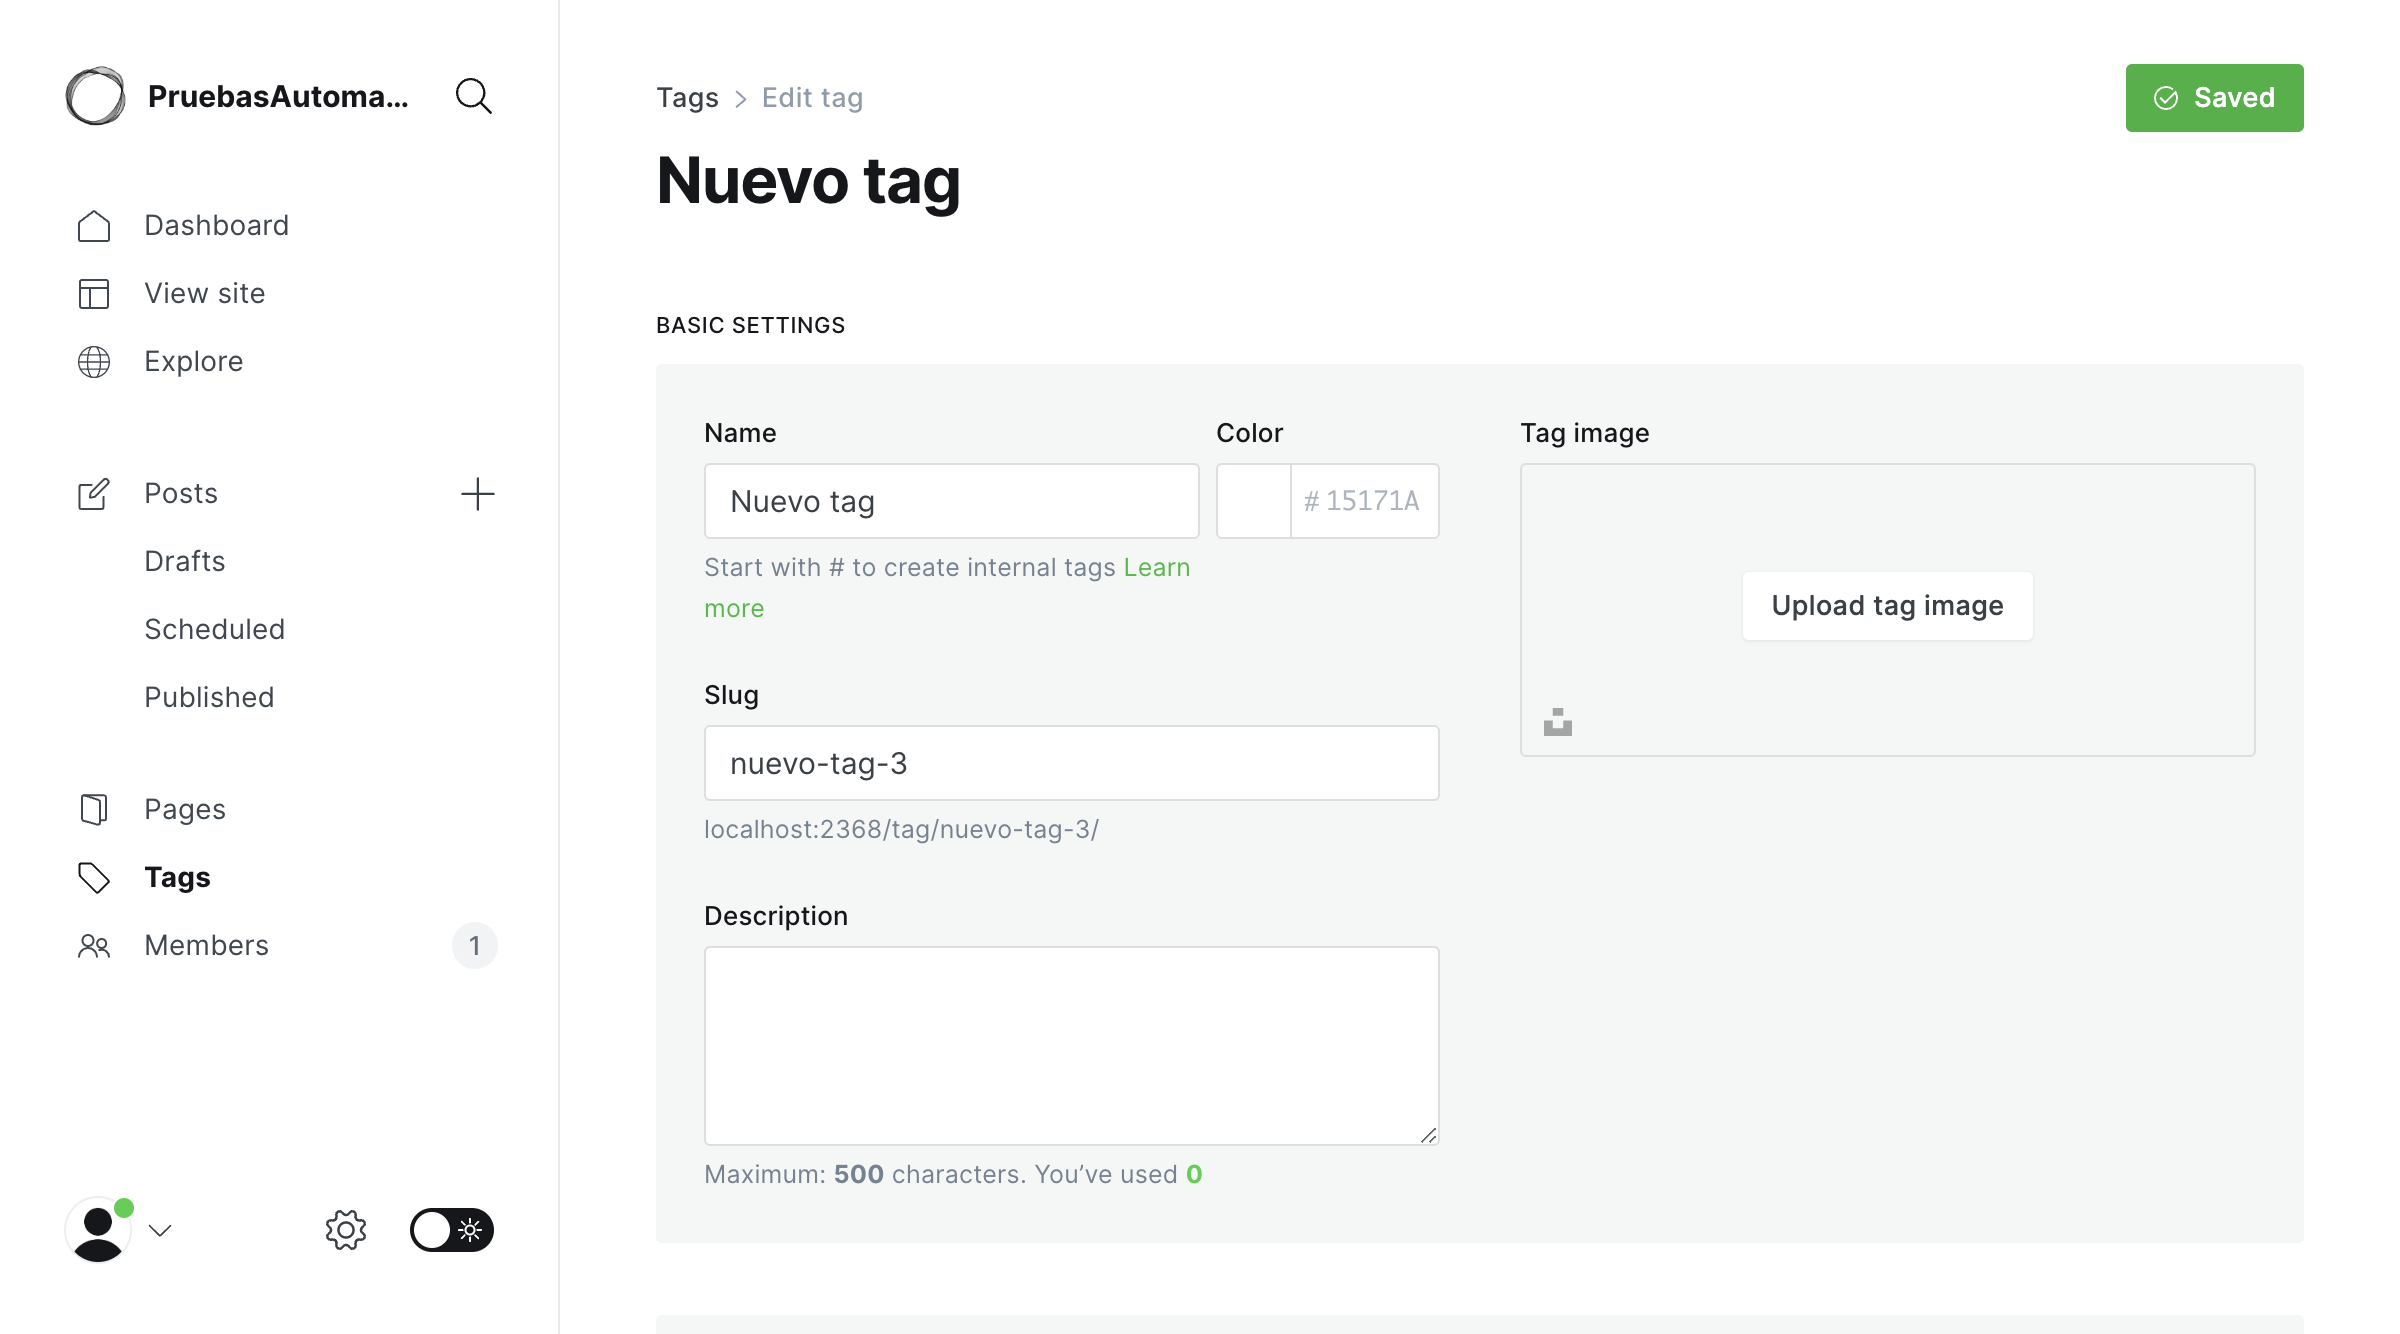 PruebasAutoma...
Dashboard
View site
Explore
Posts
Drafts
Scheduled
Published
Pages
Tags
Members
1
Tags > Edit tag
Saved
Nuevo tag
BASIC SETTINGS
Name
Nuevo tag
Start with # to create internal tags Learn
more
Color
# 15171A
Slug
nuevo-tag-3
localhost:2368/tag/nuevo-tag-3/
Description
Maximum: 500 characters. You’ve used 0
Tag image
Upload tag image